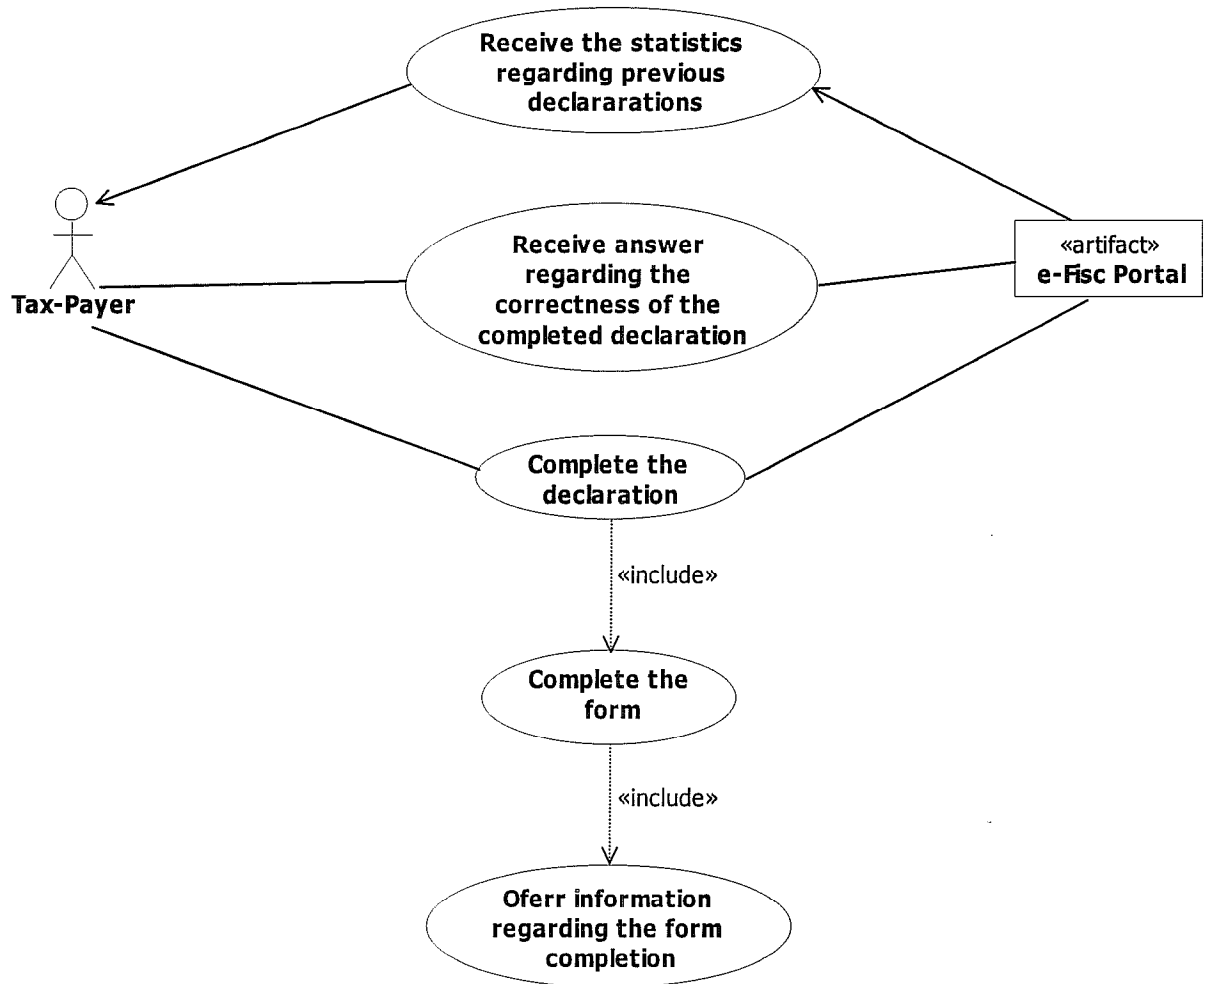 Receive the statistics
regarding previous
declararations
Receive answer
regarding the
correctness of the
completed declaration
«artifact»
e-Fisc Portal
Tax-Payer
Complete the
declaration
«include»
Complete the
form
«include»
Oferr information
regarding the form
completion